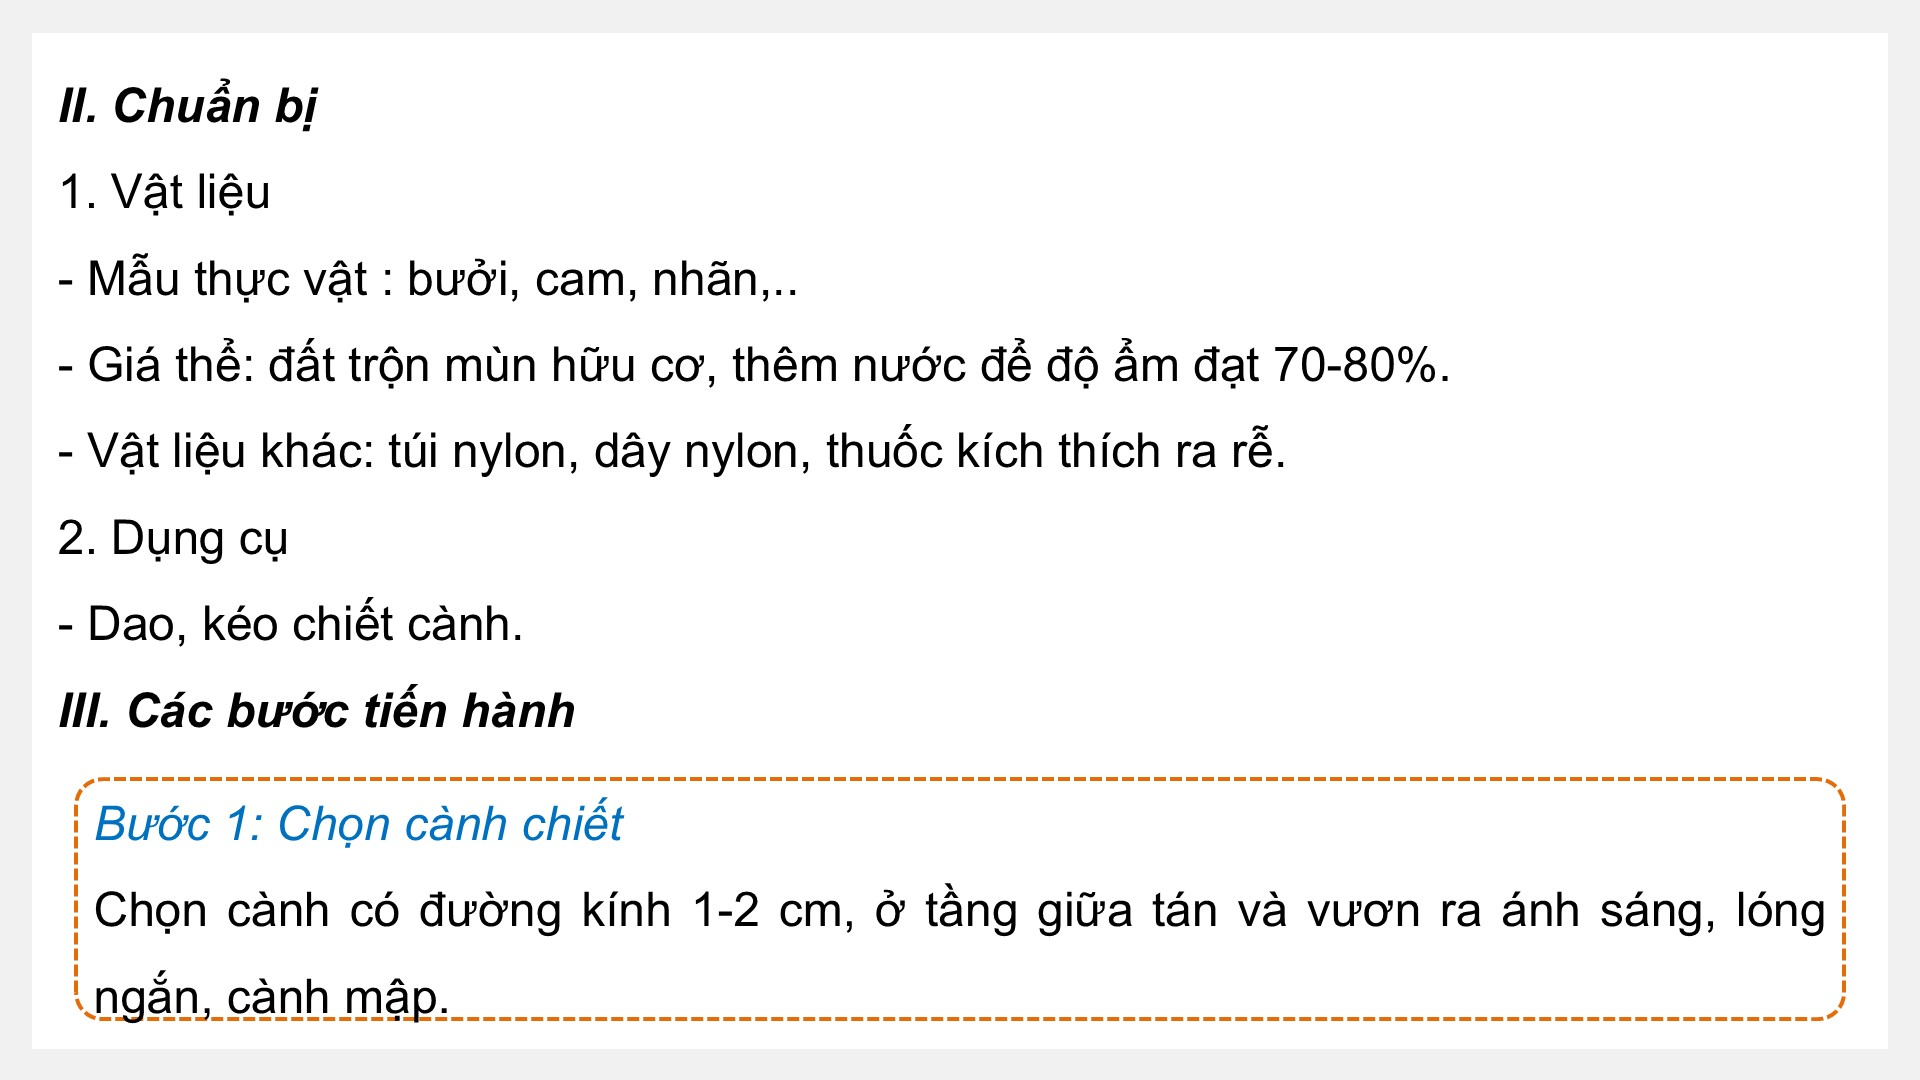 II. Chuẩn bị
1. Vật liệu
- Mẫu thực vật : bưởi, cam, nhãn,..
- Giá thể: đất trộn mùn hữu cơ, thêm nước để độ ẩm đạt 70-80%.
- Vật liệu khác: túi nylon, dây nylon, thuốc kích thích ra rễ.
2. Dụng cụ
- Dao, kéo chiết cành.
III. Các bước tiến hành
Bước 1: Chọn cành chiết
Chọn cành có đường kính 1-2 cm, ở tầng giữa tán và vươn ra ánh sáng, lóng
ngắn, cành mập.